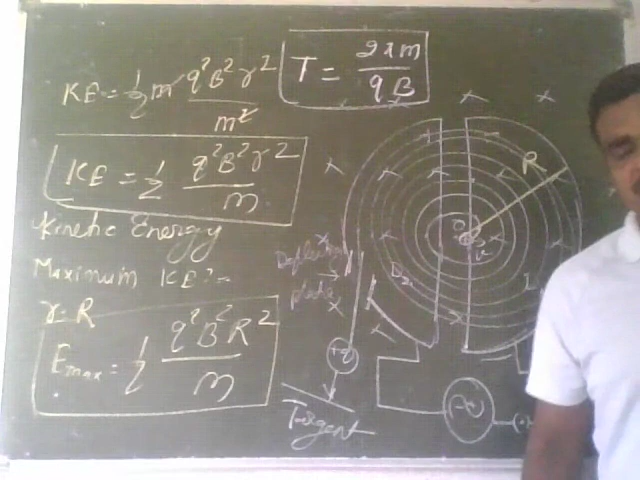 KE = 1/2 m q²B²r²/m²
T = 2πm/qB
KE = 1/2 q²B²r²/m
Kinetic Energy
Maximum KE :-
r = R
Emax = 1/2 q²B²R²/m
R
Deflection
plate
+q
Target